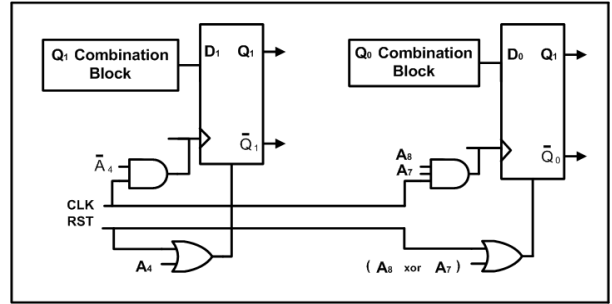 Q1 Combination Block D1 Q1
Q̅1
Q0 Combination Block D0 Q1
Q̅0
A̅4
A8
A7
CLK
RST
A4
( A8 xor A7 )